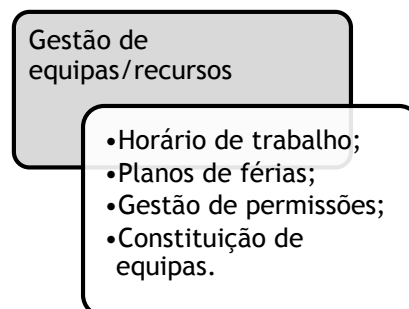 Gestão de
equipas/recursos
•Horário de trabalho;
•Planos de férias;
•Gestão de permissões;
•Constituição de
equipas.